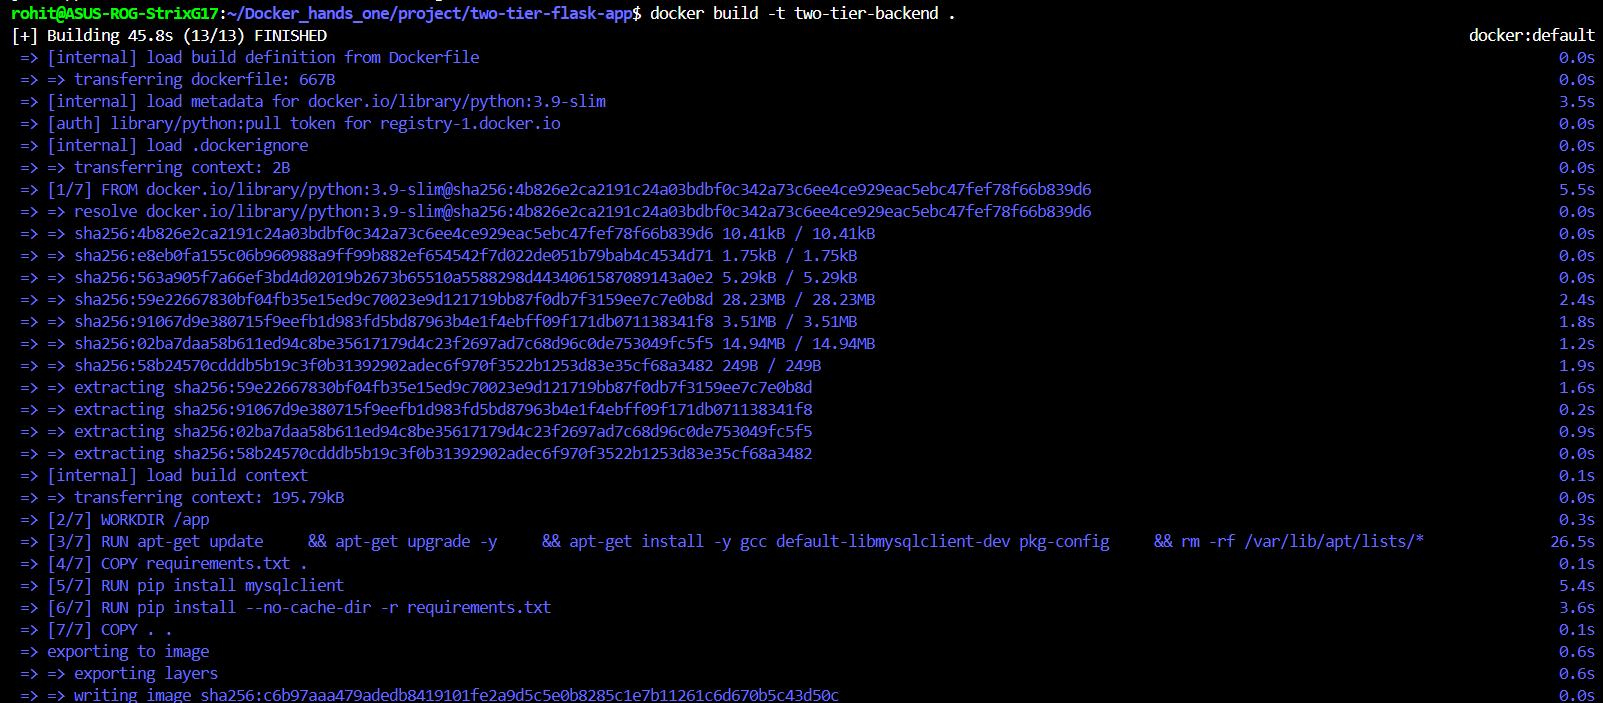 rohit@ASUS-ROG-StrixG17:~/Docker_hands_one/project/two-tier-flask-app$ docker build -t two-tier-backend .
[+] Building 45.8s (13/13) FINISHED docker:default
=> [internal] load build definition from Dockerfile 0.0s
=> => transferring dockerfile: 667B 0.0s
=> [internal] load metadata for docker.io/library/python:3.9-slim 3.5s
=> [auth] library/python:pull token for registry-1.docker.io 0.0s
=> [internal] load .dockerignore 0.0s
=> => transferring context: 2B 0.0s
=> [1/7] FROM docker.io/library/python:3.9-slim@sha256:4b826e2ca2191c24a03bdbf0c342a73c6ee4ce929eac5ebc47fef78f66b839d6 5.5s
=> => resolve docker.io/library/python:3.9-slim@sha256:4b826e2ca2191c24a03bdbf0c342a73c6ee4ce929eac5ebc47fef78f66b839d6 0.0s
=> => sha256:4b826e2ca2191c24a03bdbf0c342a73c6ee4ce929eac5ebc47fef78f66b839d6 10.41kB / 10.41kB 0.0s
=> => sha256:e8eb0fa155c06b960988a9ff99b882ef654542f7d022de051b79bab4c4534d71 1.75kB / 1.75kB 0.0s
=> => sha256:563a905f7a66ef3bd4d02019b2673b65510a5588298d4434061587089143a0e2 5.29kB / 5.29kB 0.0s
=> => sha256:59e22667830bf04fb35e15ed9c70023e9d121719bb87f0db7f3159ee7c7e0b8d 28.23MB / 28.23MB 2.4s
=> => sha256:91067d9e380715f9eefb1d983fd5bd87963b4e1f4ebff09f171db071138341f8 3.51MB / 3.51MB 1.8s
=> => sha256:02ba7daa58b611ed94c8be35617179d4c23f2697ad7c68d96c0de753049fc5f5 14.94MB / 14.94MB 1.2s
=> => sha256:58b24570cdddb5b19c3f0b31392902adec6f970f3522b1253d83e35cf68a3482 249B / 249B 1.9s
=> => extracting sha256:59e22667830bf04fb35e15ed9c70023e9d121719bb87f0db7f3159ee7c7e0b8d 1.6s
=> => extracting sha256:91067d9e380715f9eefb1d983fd5bd87963b4e1f4ebff09f171db071138341f8 0.2s
=> => extracting sha256:02ba7daa58b611ed94c8be35617179d4c23f2697ad7c68d96c0de753049fc5f5 0.9s
=> => extracting sha256:58b24570cdddb5b19c3f0b31392902adec6f970f3522b1253d83e35cf68a3482 0.0s
=> [internal] load build context 0.1s
=> => transferring context: 195.79kB 0.0s
=> [2/7] WORKDIR /app 0.3s
=> [3/7] RUN apt-get update     && apt-get upgrade -y     && apt-get install -y gcc default-libmysqlclient-dev pkg-config     && rm -rf /var/lib/apt/lists/* 26.5s
=> [4/7] COPY requirements.txt . 0.1s
=> [5/7] RUN pip install mysqlclient 5.4s
=> [6/7] RUN pip install --no-cache-dir -r requirements.txt 3.6s
=> [7/7] COPY . . 0.1s
=> exporting to image 0.6s
=> => exporting layers 0.6s
=> => writing image sha256:c6b97aaa479adedb8419101fe2a9d5c5e0b8285c1e7b11261c6d670b5c43d50c 0.0s